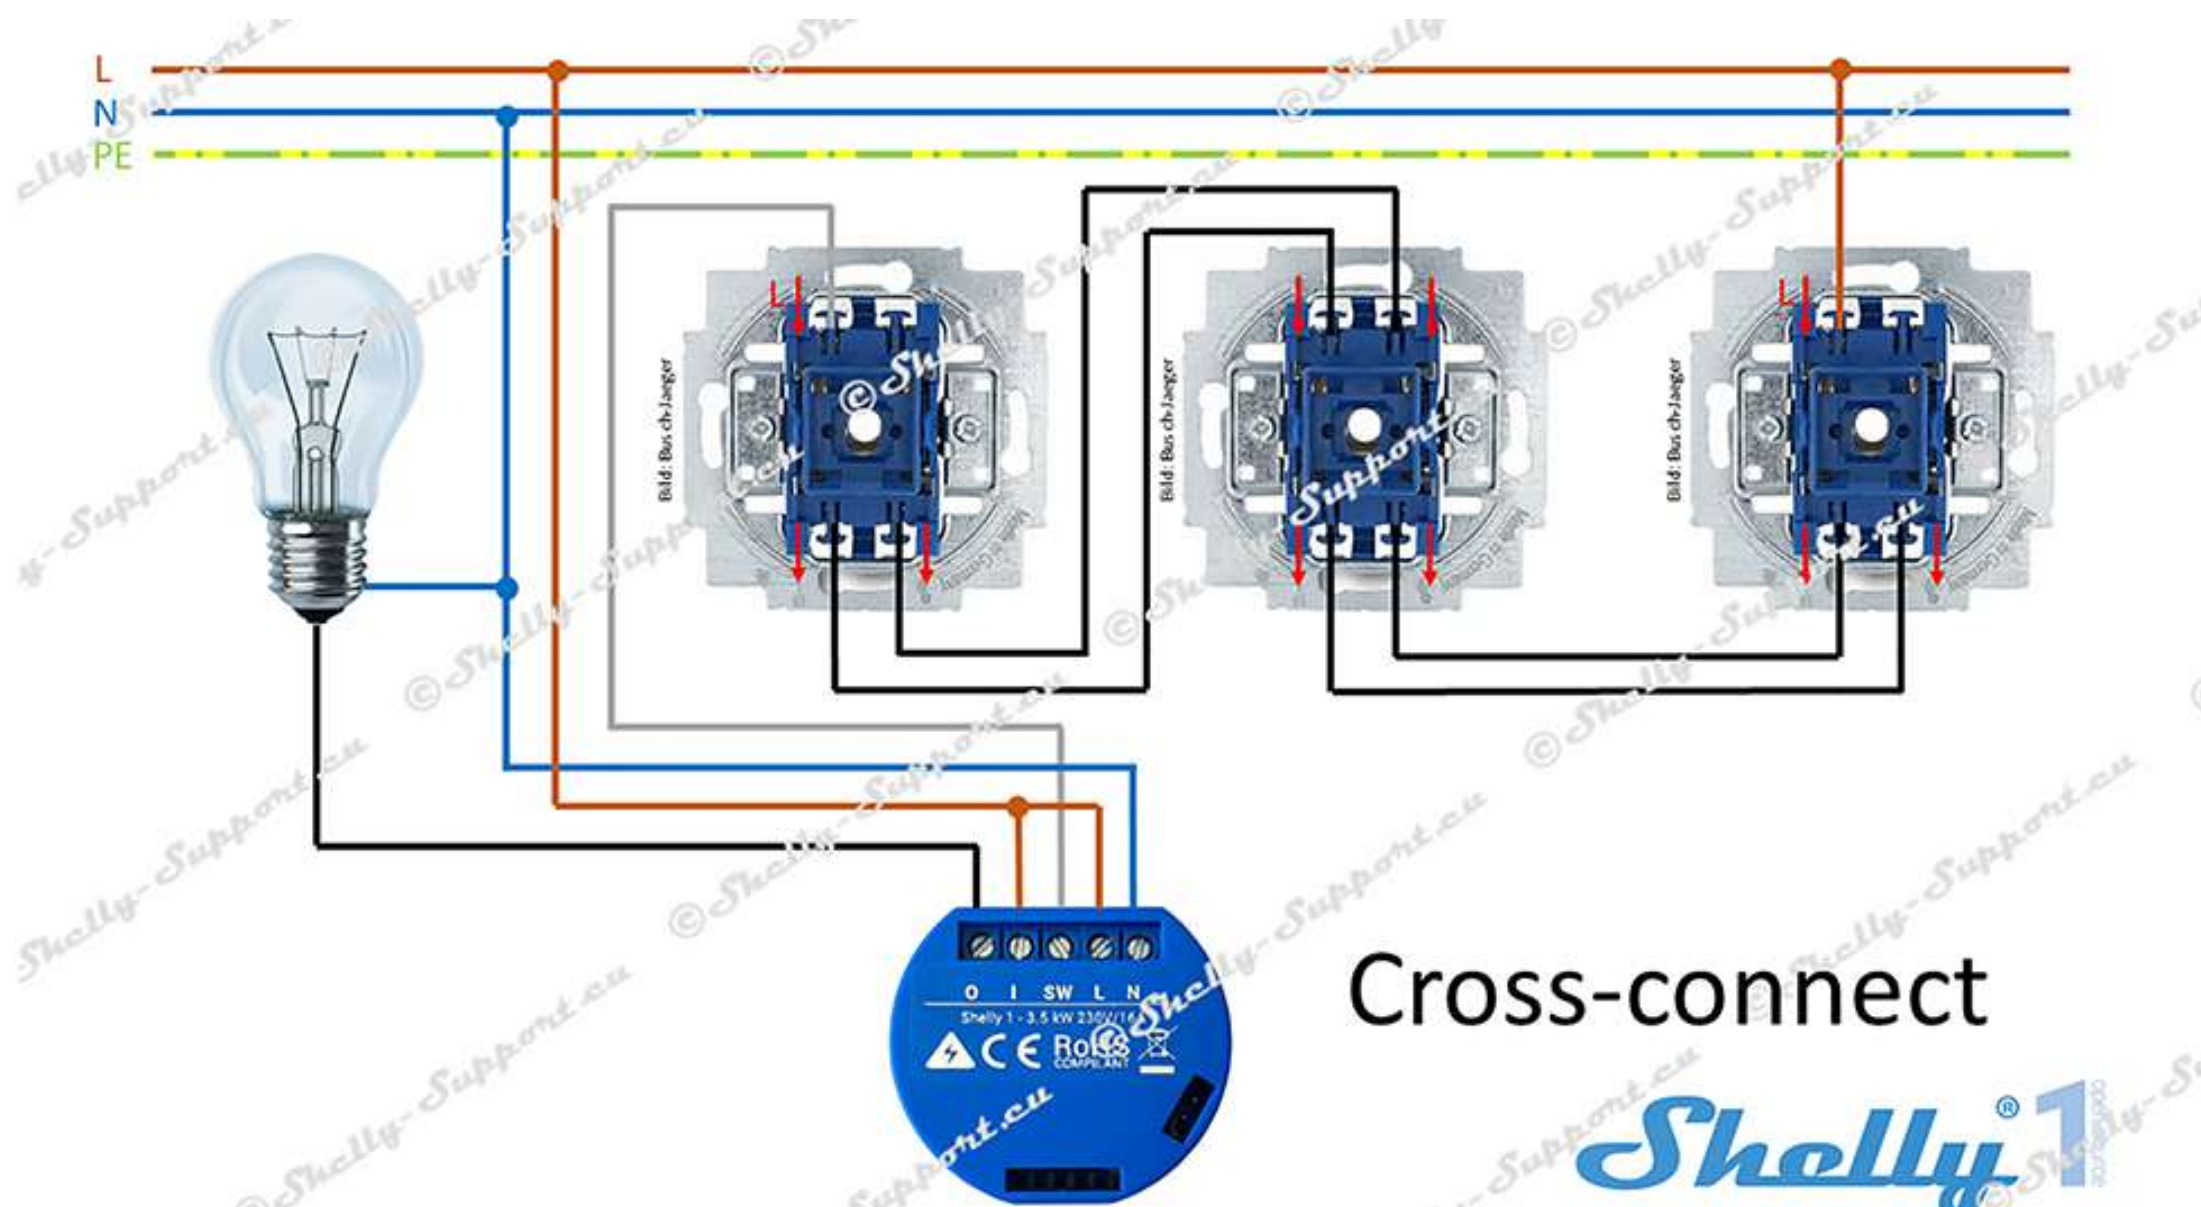 L
N
PE
L
L
Bild: Busch-Jaeger
Bild: Busch-Jaeger
Bild: Busch-Jaeger
O I SW L N
Shelly 1 - 3.5 kW 230V/16
CE RoHS
COMPLIANT
Cross-connect
Shelly® 1
© Shelly-Support.eu